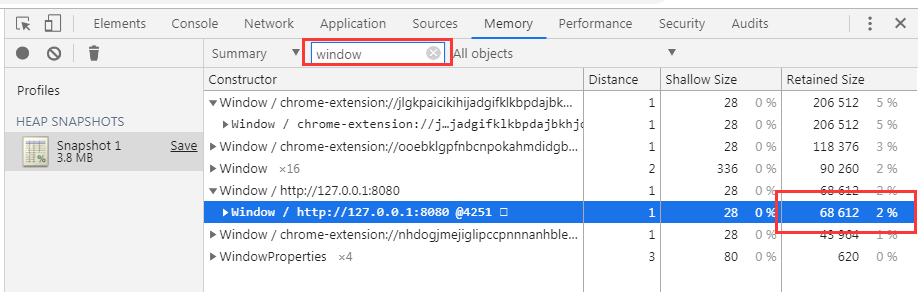 Elements Console Network Application Sources Memory Performance Security Audits
Summary window All objects
Profiles
HEAP SNAPSHOTS
Snapshot 1 Save
3.8 MB
Constructor Distance Shallow Size Retained Size
Window / chrome-extension://jlgkpaicikihijadgifklkbpdajbk... 1 28 0 % 206 512 5 %
Window / chrome-extension://j…jadgifklkbpdajbkhjo 1 28 0 % 206 512 5 %
Window / chrome-extension://ooebklgpfnbcnpokahmdidgb... 1 28 0 % 118 376 3 %
Window ×16 2 336 0 % 90 260 2 %
Window / http://127.0.0.1:8080 1 28 0 % 68 612 2 %
Window / http://127.0.0.1:8080 @4251 1 28 0 % 68 612 2 %
Window / chrome-extension://nhdogjmejiglipccpnnnanhble... 1 28 0 % 43 964 1 %
WindowProperties ×4 3 80 0 % 620 0 %